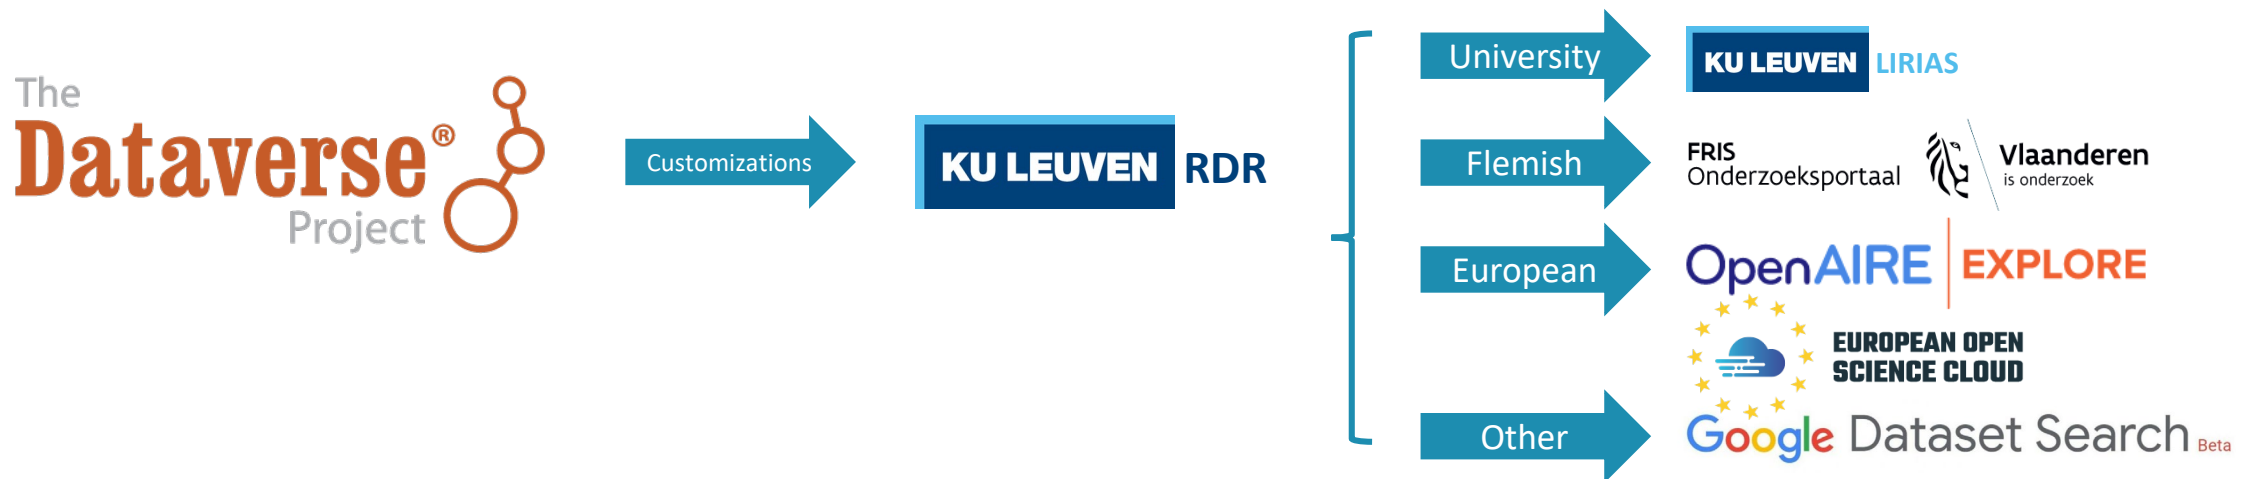 The
Dataverse®
Project
Customizations
KU LEUVEN RDR
University
KU LEUVEN LIRIAS
Flemish
FRIS
Onderzoeksportaal
Vlaanderen
is onderzoek
European
OpenAIRE EXPLORE
EUROPEAN OPEN
SCIENCE CLOUD
Other
Google Dataset Search Beta